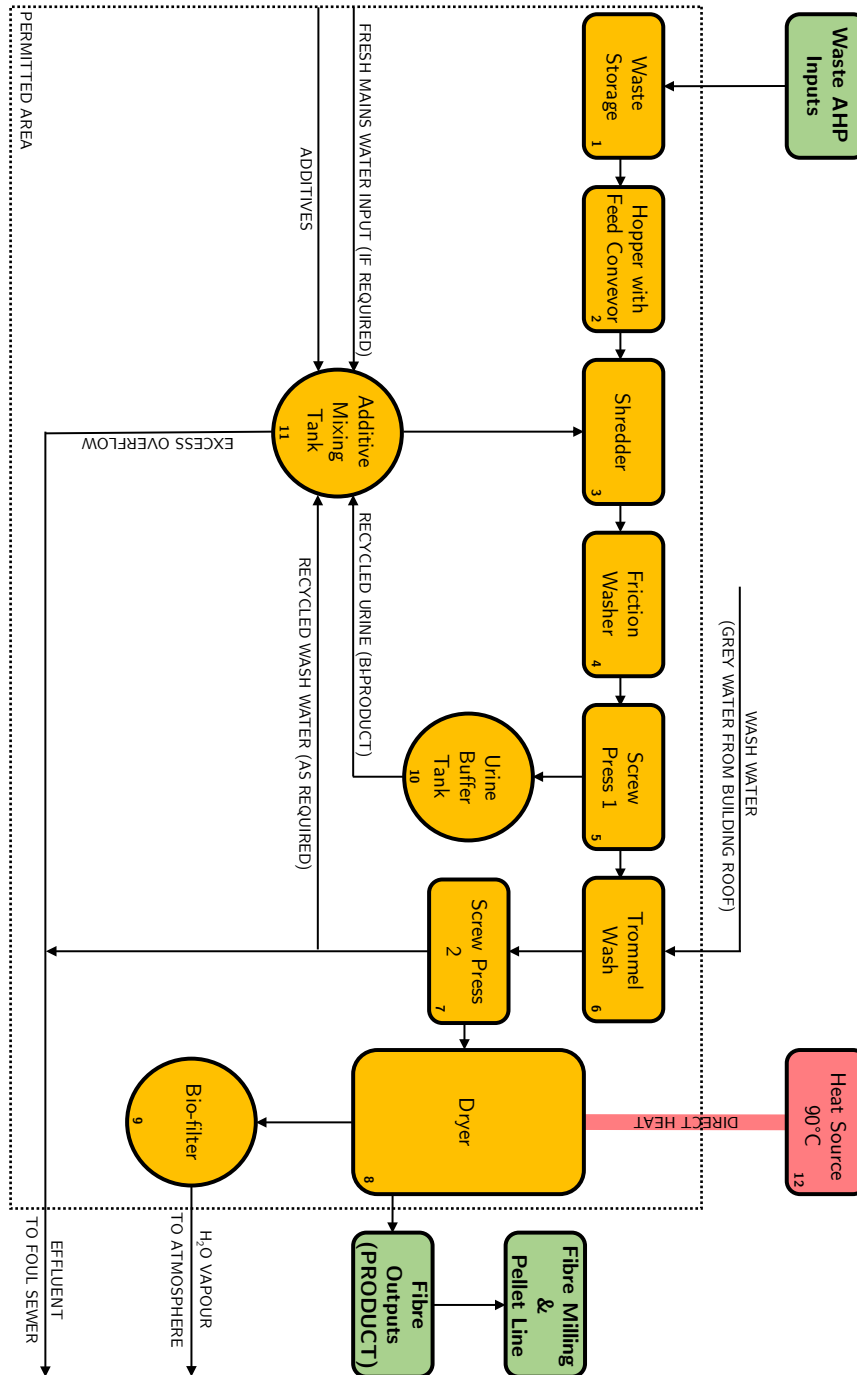 Waste AHP
Inputs
Heat Source
90°C
12
WASH WATER
(GREY WATER FROM BUILDING ROOF)
DIRECT HEAT
Waste
Storage
1
Hopper with
Feed Conveyor
2
Shredder
3
Friction
Washer
4
Screw
Press 1
5
Trommel
Wash
6
Urine
Buffer
Tank
10
Screw Press
2
7
Dryer
8
Fibre Milling
&
Pellet Line
Fibre
Outputs
(PRODUCT)
FRESH MAINS WATER INPUT (IF REQUIRED)
ADDITIVES
Additive
Mixing
Tank
11
RECYCLED URINE (BI-PRODUCT)
RECYCLED WASH WATER (AS REQUIRED)
EXCESS OVERFLOW
Bio-filter
9
H₂O VAPOUR
TO ATMOSPHERE
PERMITTED AREA
EFFLUENT
TO FOUL SEWER